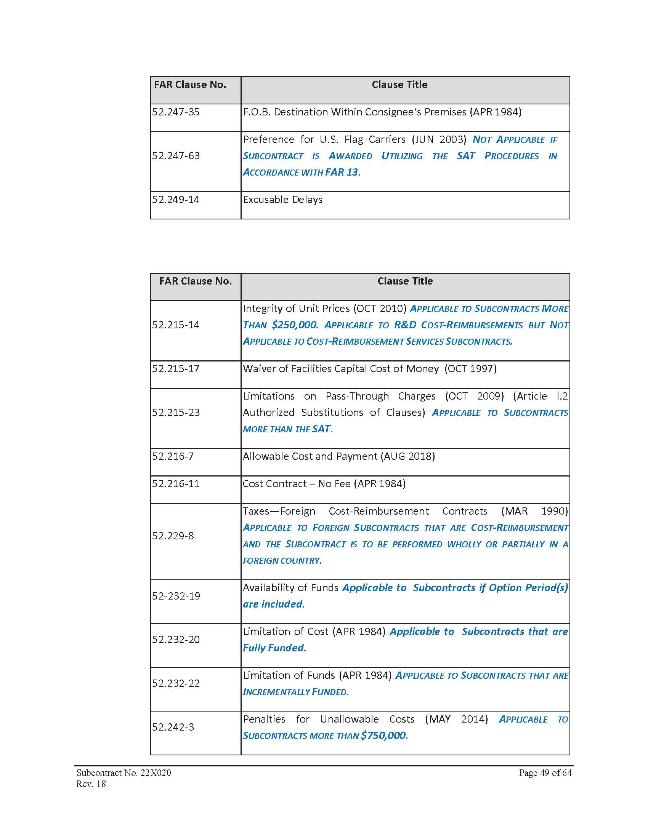 FAR Clause No. Clause Title
52.247-35 F.O.B. Destination Within Consignee's Premises (APR 1984)
Preference for U.S. Flag Carriers (JUN 2003) NOT APPLICABLE IF
52.247-63 SUBCONTRACT IS AWARDED UTILIZING THE SAT PROCEDURES IN
ACCORDANCE WITH FAR 13.
52.249-14 Excusable Delays
FAR Clause No. Clause Title
Integrity of Unit Prices (OCT 2010) APPLICABLE TO SUBCONTRACTS MORE
52.215-14 THAN $250,000. APPLICABLE TO R&D COST-REIMBURSEMENTS BUT NOT
APPLICABLE TO COST-REIMBURSEMENT SERVICES SUBCONTRACTS.
52.215-17 Waiver of Facilities Capital Cost of Money (OCT 1997)
Limitations on Pass-Through Charges (OCT 2009) (Article I.2
52.215-23 Authorized Substitutions of Clauses) APPLICABLE TO SUBCONTRACTS
MORE THAN THE SAT.
52.216-7 Allowable Cost and Payment (AUG 2018)
52.216-11 Cost Contract – No Fee (APR 1984)
Taxes—Foreign Cost-Reimbursement Contracts (MAR 1990)
52.229-8 APPLICABLE TO FOREIGN SUBCONTRACTS THAT ARE COST-REIMBURSEMENT
AND THE SUBCONTRACT IS TO BE PERFORMED WHOLLY OR PARTIALLY IN A
FOREIGN COUNTRY.
52-232-19 Availability of Funds Applicable to Subcontracts if Option Period(s)
are included.
52.232-20 Limitation of Cost (APR 1984) Applicable to Subcontracts that are
Fully Funded.
52.232-22 Limitation of Funds (APR 1984) APPLICABLE TO SUBCONTRACTS THAT ARE
INCREMENTALLY FUNDED.
52.242-3 Penalties for Unallowable Costs (MAY 2014) APPLICABLE TO
SUBCONTRACTS MORE THAN $750,000.
Subcontract No. 22X020 Page 49 of 64
Rev. 18